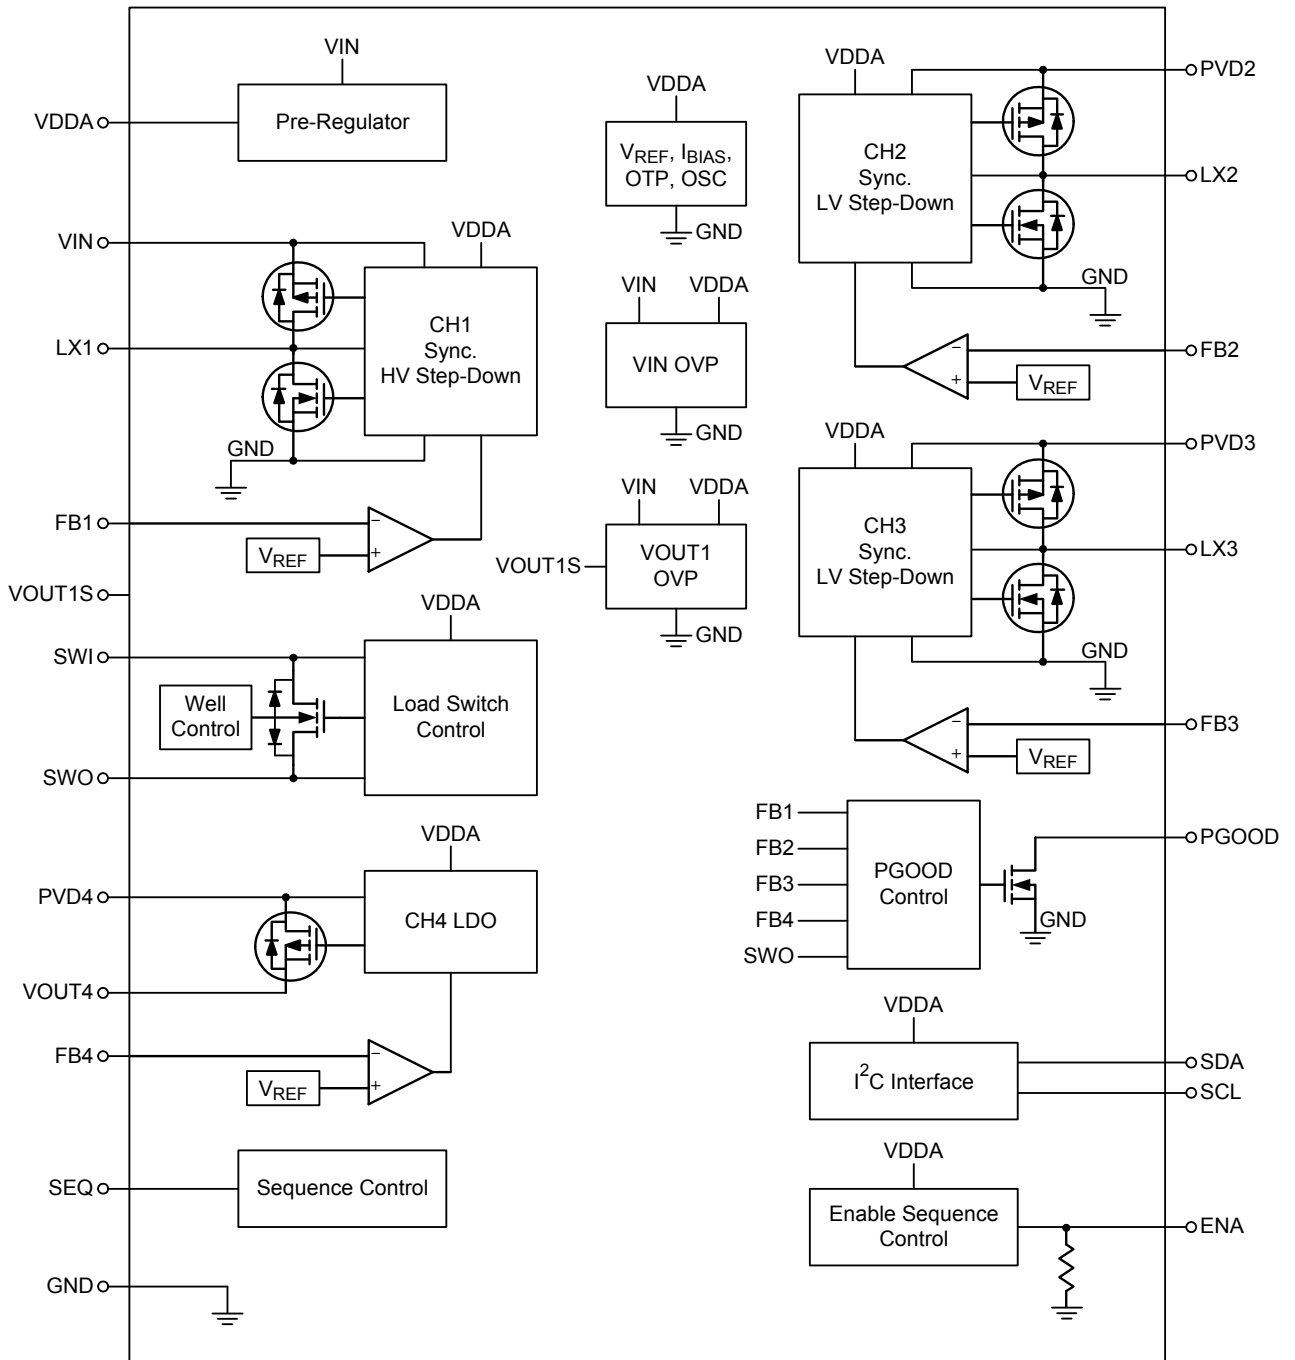 VIN
VDDA
Pre-Regulator
VIN
VDDA
LX1
CH1
Sync.
HV Step-Down
GND
FB1
VREF
−
+
VOUT1S
VDDA
SWI
Well
Control
Load Switch
Control
SWO
VDDA
PVD4
CH4 LDO
VOUT4
FB4
VREF
−
+
SEQ
Sequence Control
GND
VDDA
VREF, IBIAS,
OTP, OSC
GND
VIN
VDDA
VIN OVP
GND
VIN
VDDA
VOUT1S
VOUT1
OVP
GND
VDDA
PVD2
CH2
Sync.
LV Step-Down
LX2
GND
FB2
−
+
VREF
VDDA
PVD3
CH3
Sync.
LV Step-Down
LX3
GND
FB3
−
+
VREF
FB1
FB2
FB3
FB4
SWO
PGOOD
Control
PGOOD
GND
VDDA
I2C Interface
SDA
SCL
VDDA
Enable Sequence
Control
ENA